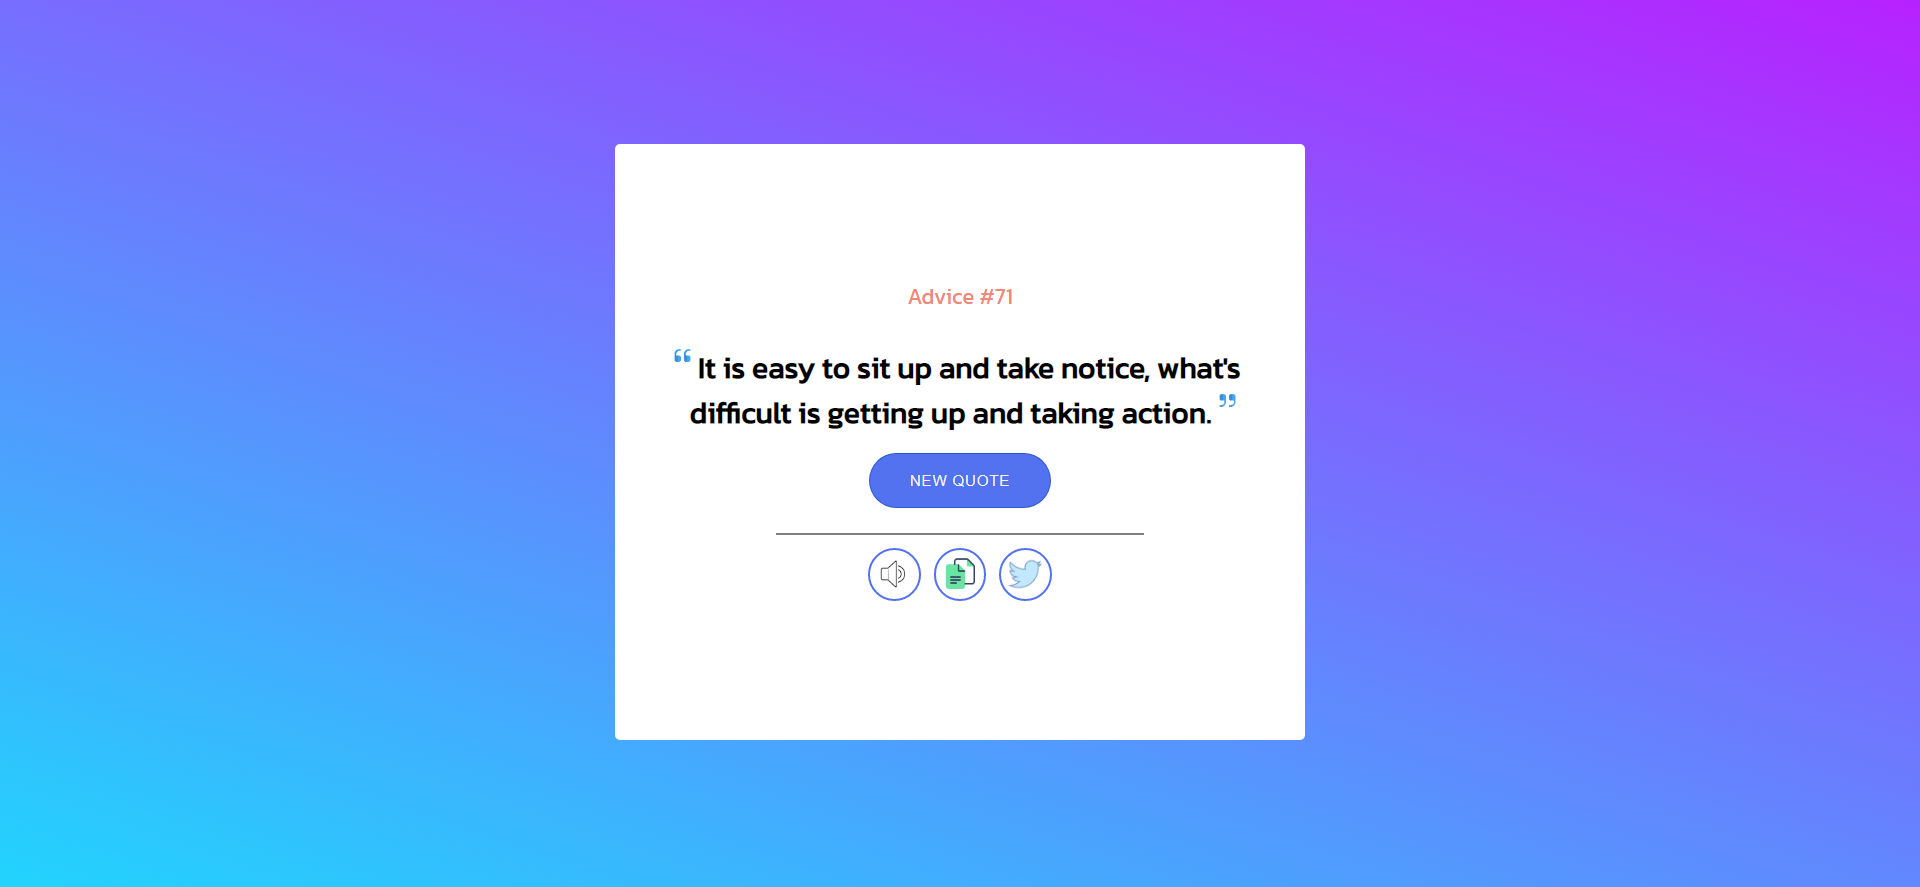 Advice #71
“ It is easy to sit up and take notice, what's
difficult is getting up and taking action. ”
NEW QUOTE